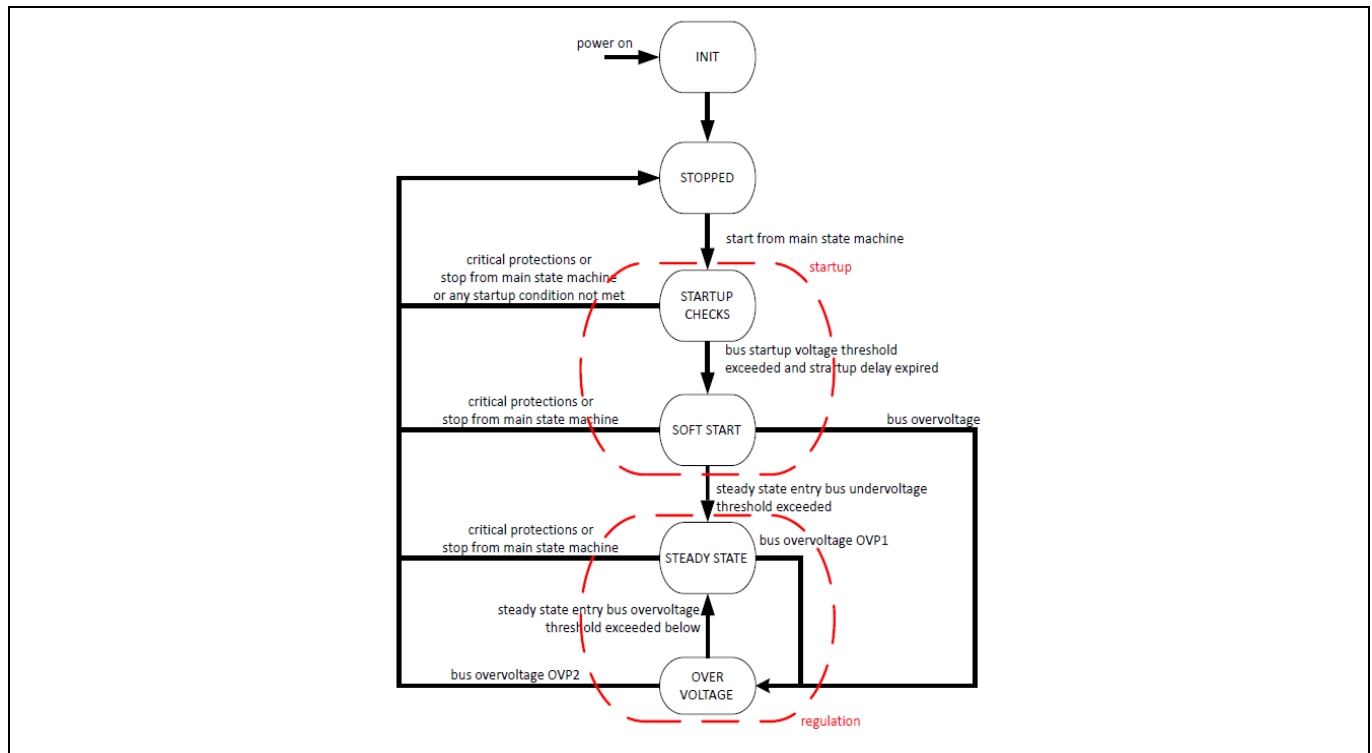 power on
INIT
STOPPED
start from main state machine
critical protections or
stop from main state machine
or any startup condition not met
startup
STARTUP
CHECKS
bus startup voltage threshold
exceeded and strartup delay expired
critical protections or
stop from main state machine
SOFT START
bus overvoltage
steady state entry bus undervoltage
threshold exceeded
critical protections or
stop from main state machine
STEADY STATE
bus overvoltage OVP1
steady state entry bus overvoltage
threshold exceeded below
bus overvoltage OVP2
OVER
VOLTAGE
regulation